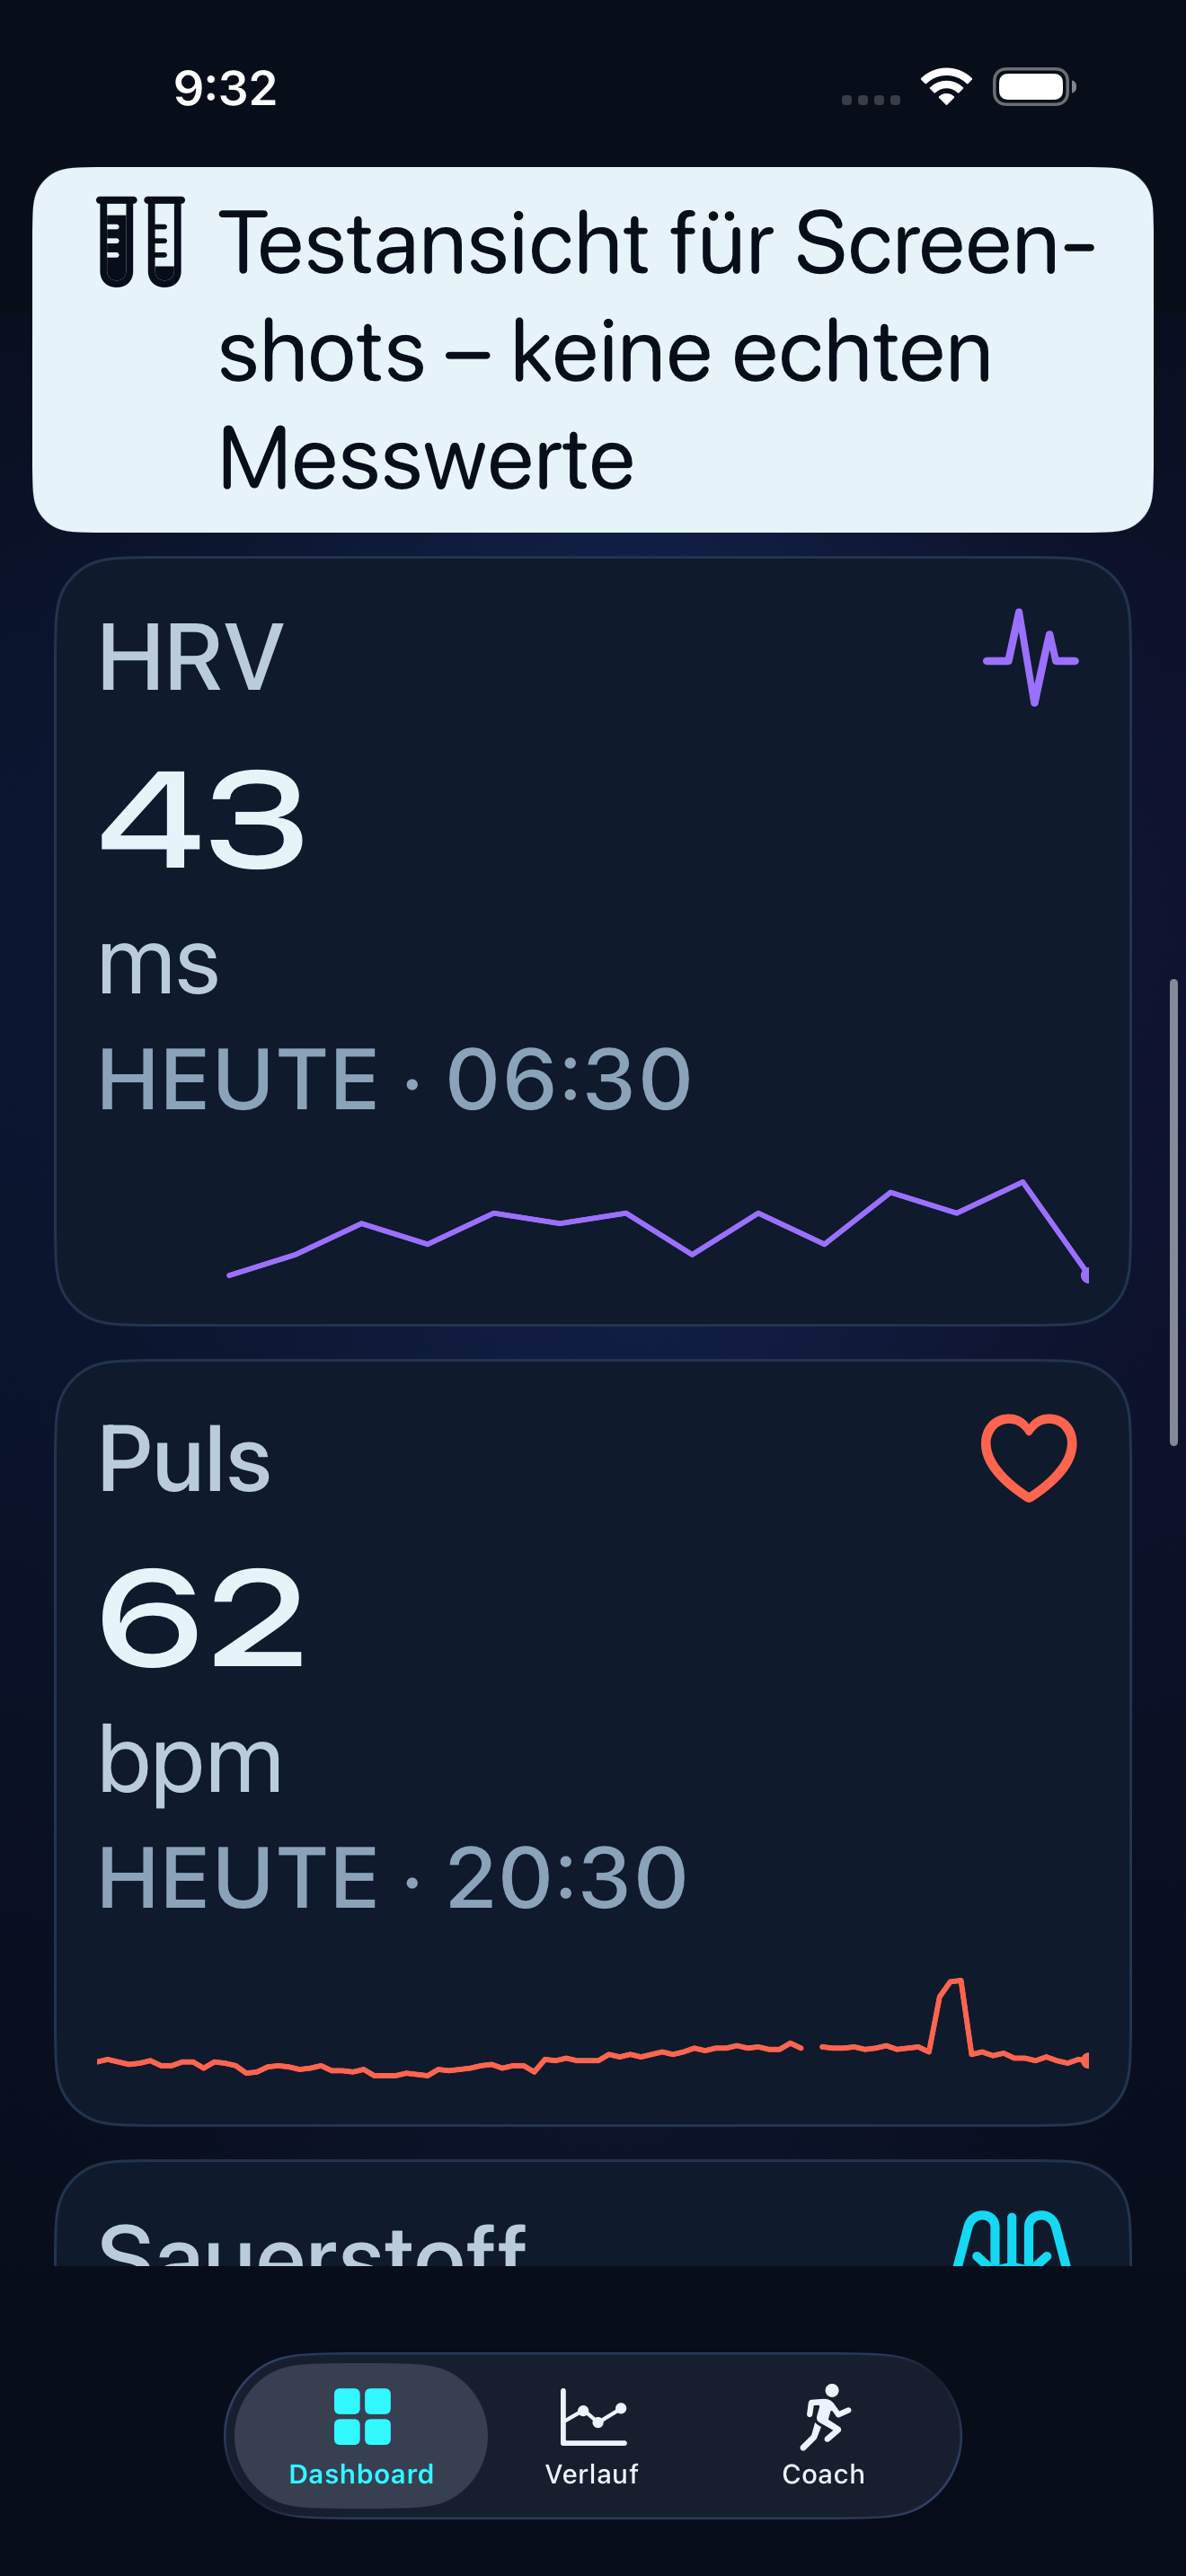 9:32
Testansicht für Screen-
shots – keine echten
Messwerte
HRV
43
ms
HEUTE · 06:30
Puls
62
bpm
HEUTE · 20:30
Sauerstoff
Dashboard
Verlauf
Coach